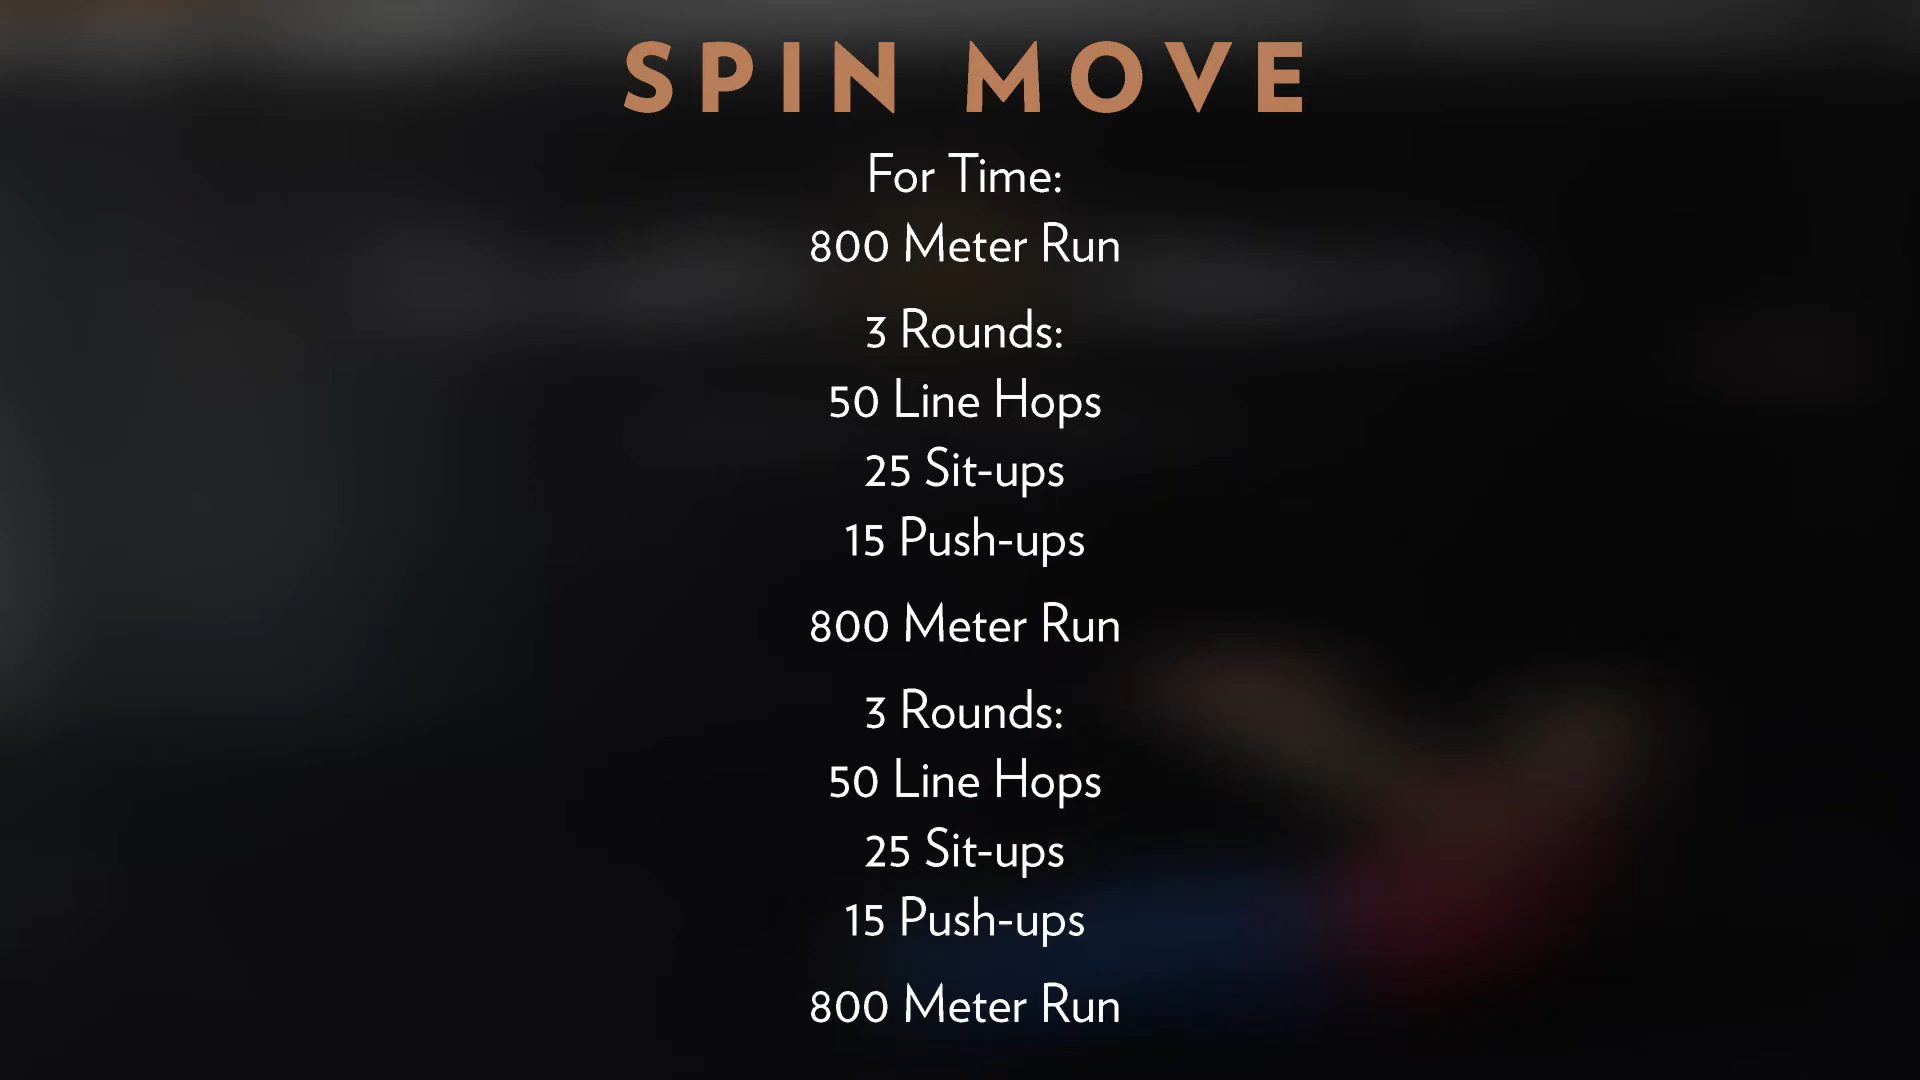 SPIN MOVE
For Time:
800 Meter Run
3 Rounds:
50 Line Hops
25 Sit-ups
15 Push-ups
800 Meter Run
3 Rounds:
50 Line Hops
25 Sit-ups
15 Push-ups
800 Meter Run